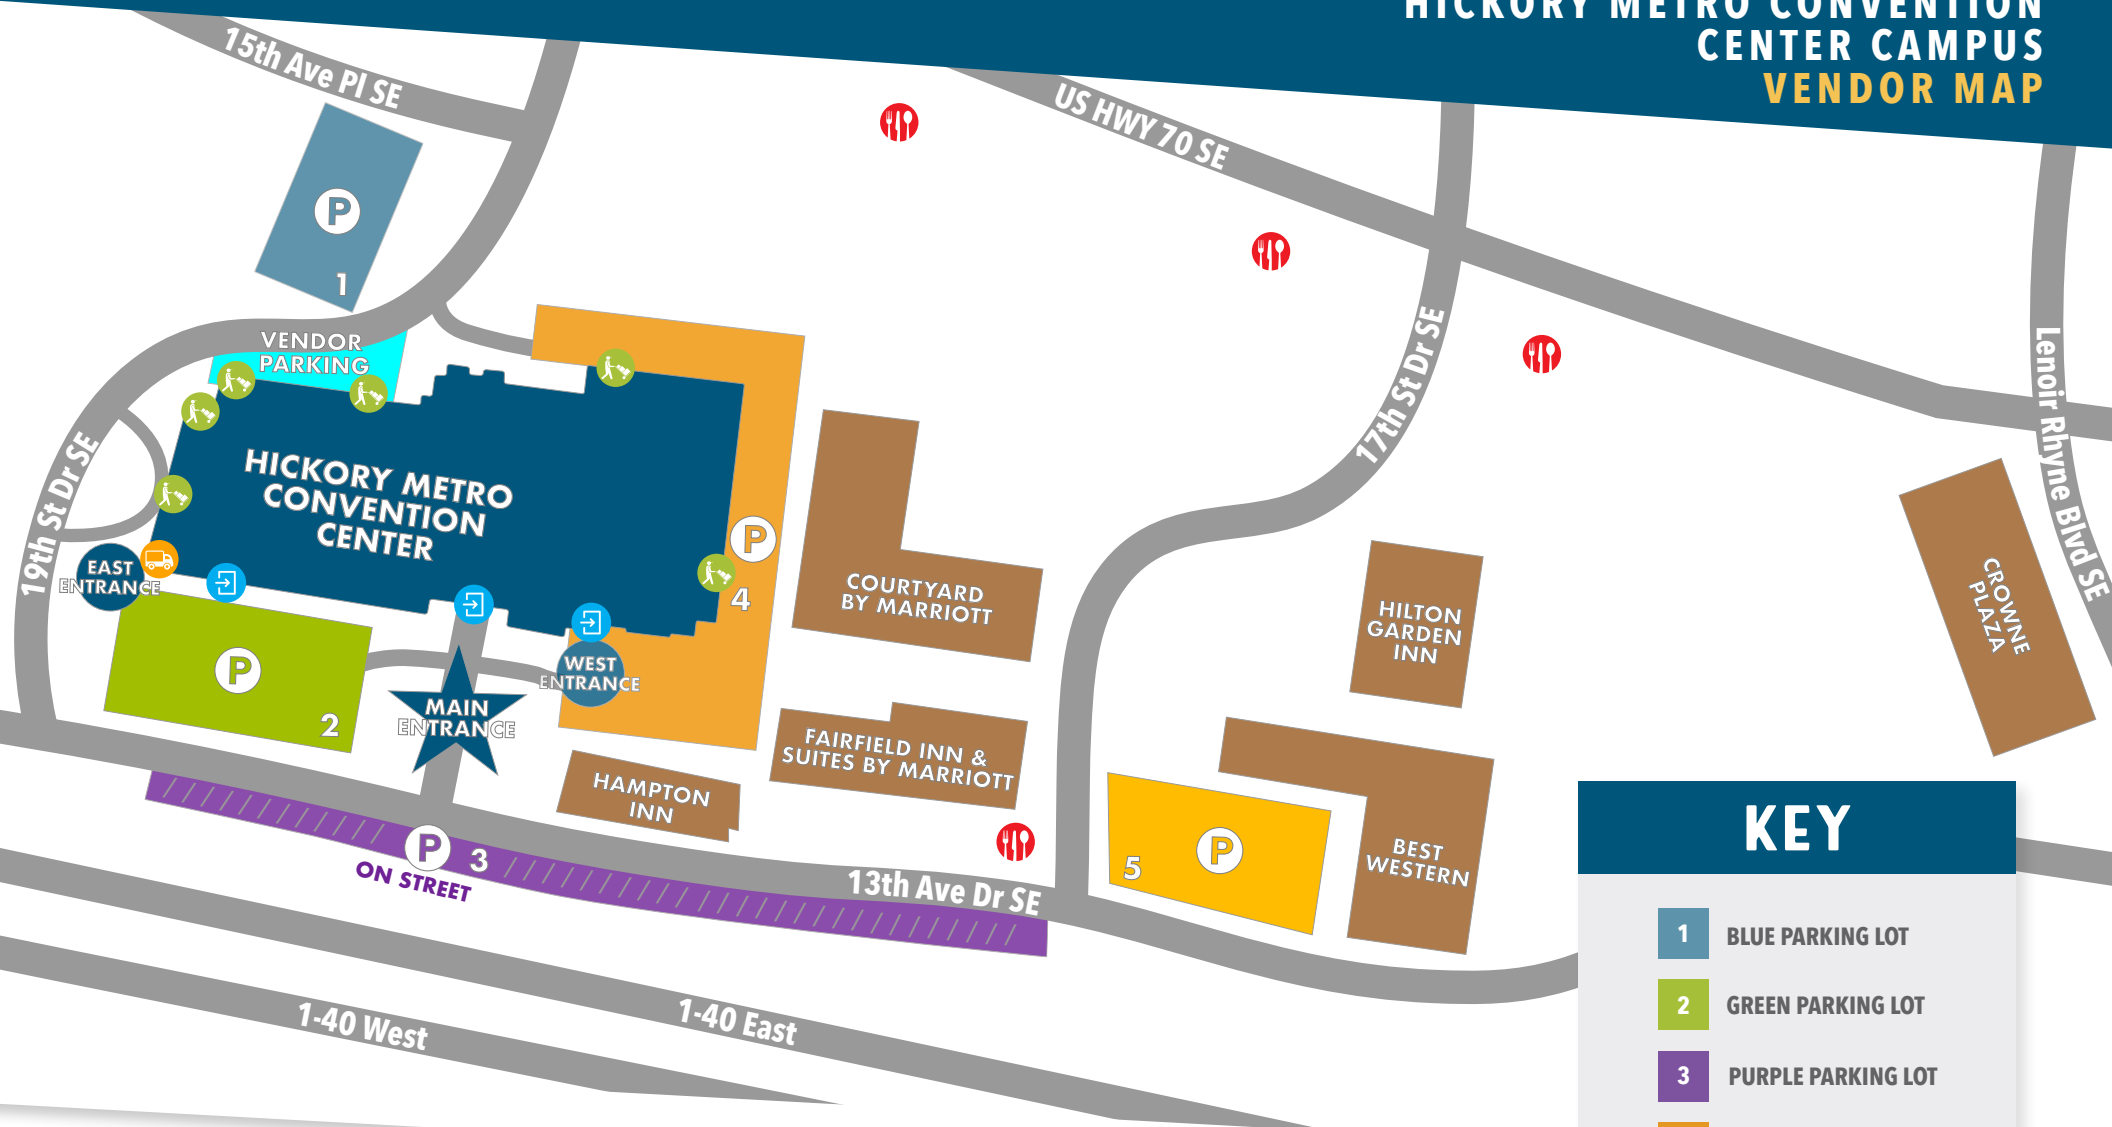 HICKORY METRO CONVENTION
CENTER CAMPUS
VENDOR MAP
15th Ave Pl SE
US HWY 70 SE
P
1
VENDOR
PARKING
17th St Dr SE
Lenoir Rhyne Blvd SE
19th St Dr SE
HICKORY METRO
CONVENTION
CENTER
P
4
EAST
ENTRANCE
COURTYARD
BY MARRIOTT
HILTON
GARDEN
INN
CROWNE
PLAZA
P
2
WEST
ENTRANCE
MAIN
ENTRANCE
FAIRFIELD INN &
SUITES BY MARRIOTT
HAMPTON
INN
P
3
ON STREET
13th Ave Dr SE
P
5
BEST
WESTERN
1-40 West
1-40 East
KEY
1 BLUE PARKING LOT
2 GREEN PARKING LOT
3 PURPLE PARKING LOT